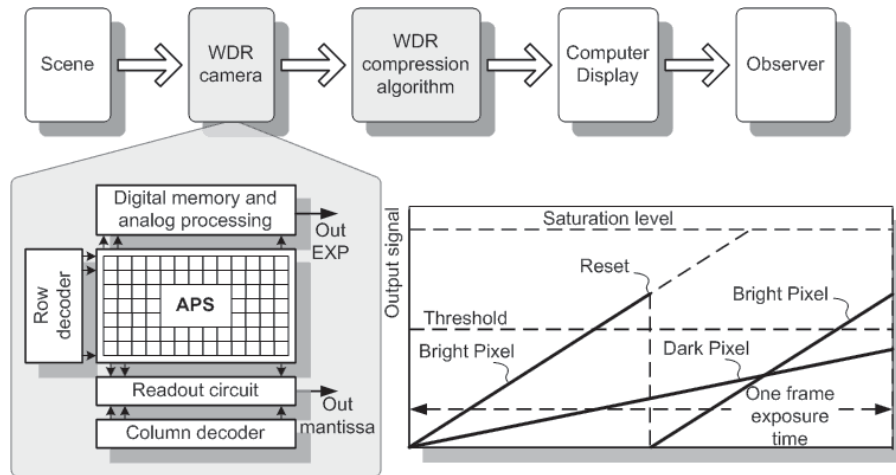 Scene
WDR
camera
WDR
compression
algorithm
Computer
Display
Observer
Digital memory and
analog processing
Out
EXP
Row
decoder
APS
Readout circuit
Out
mantissa
Column decoder
Output signal
Saturation level
Reset
Bright Pixel
Threshold
Bright Pixel
Dark Pixel
One frame
exposure
time